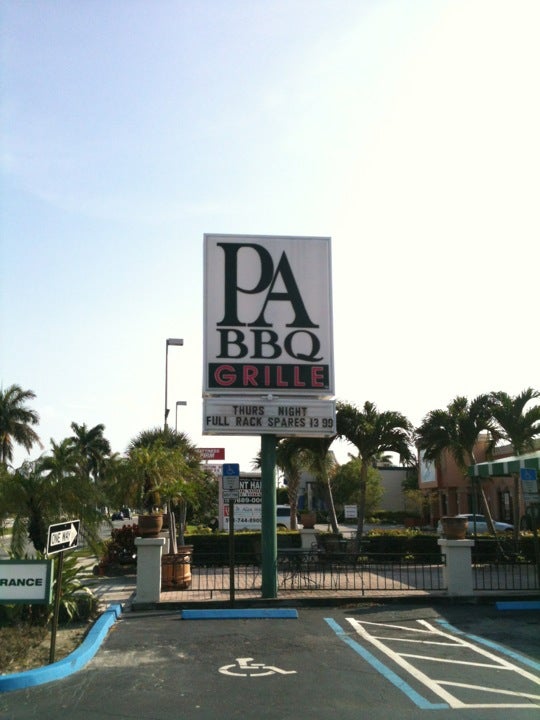 PA
BBQ
GRILLE
THURS NIGHT
FULL RACK SPARES 13 99
ONE WAY
RANCE